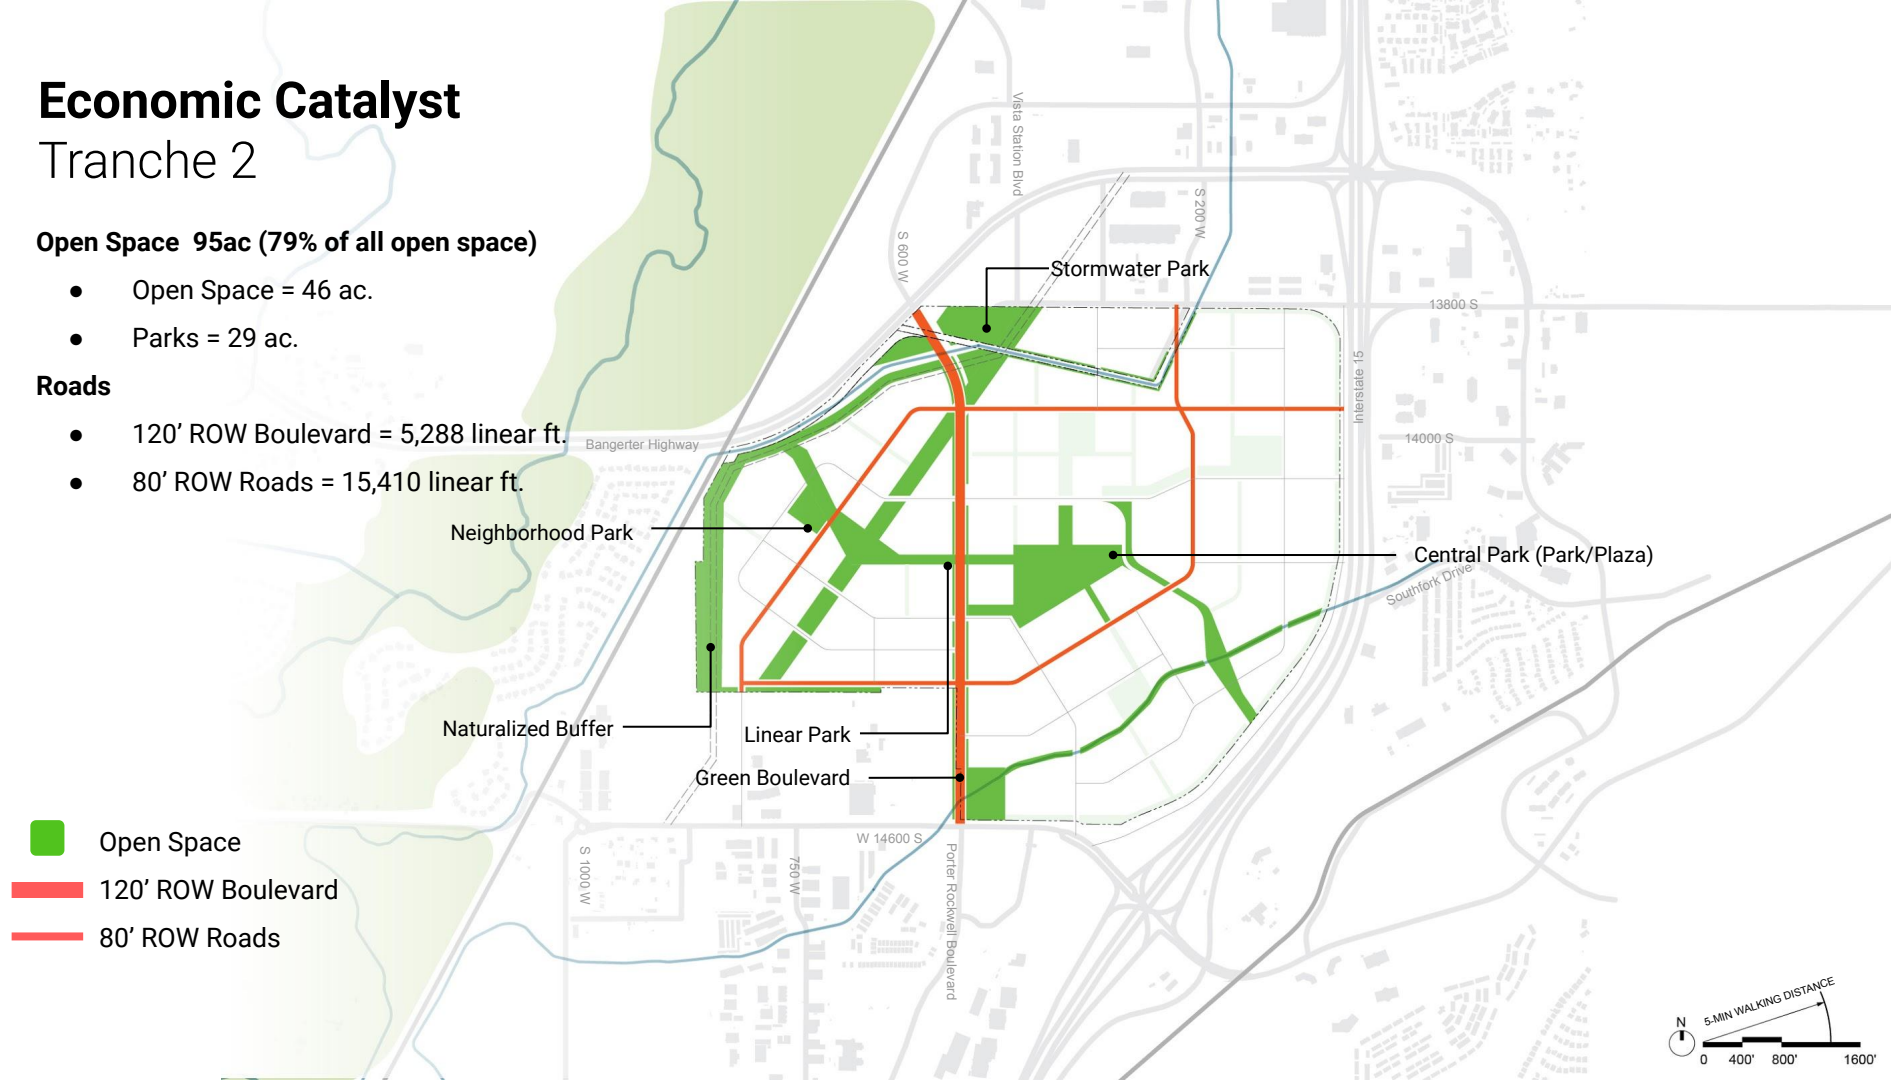 Economic Catalyst
Tranche 2
Open Space  95ac (79% of all open space)
● Open Space = 46 ac.
● Parks = 29 ac.
Roads
● 120’ ROW Boulevard = 5,288 linear ft.
● 80’ ROW Roads = 15,410 linear ft.
Vista Station Blvd
S 200 W
S 600 W
Stormwater Park
13800 S
Interstate 15
14000 S
Bangerter Highway
Neighborhood Park
Central Park (Park/Plaza)
Southfork Drive
Naturalized Buffer
Linear Park
Green Boulevard
W 14600 S
S 1000 W
750 W
Porter Rockwell Boulevard
Open Space
120’ ROW Boulevard
80’ ROW Roads
5-MIN WALKING DISTANCE
N
0 400' 800' 1600'